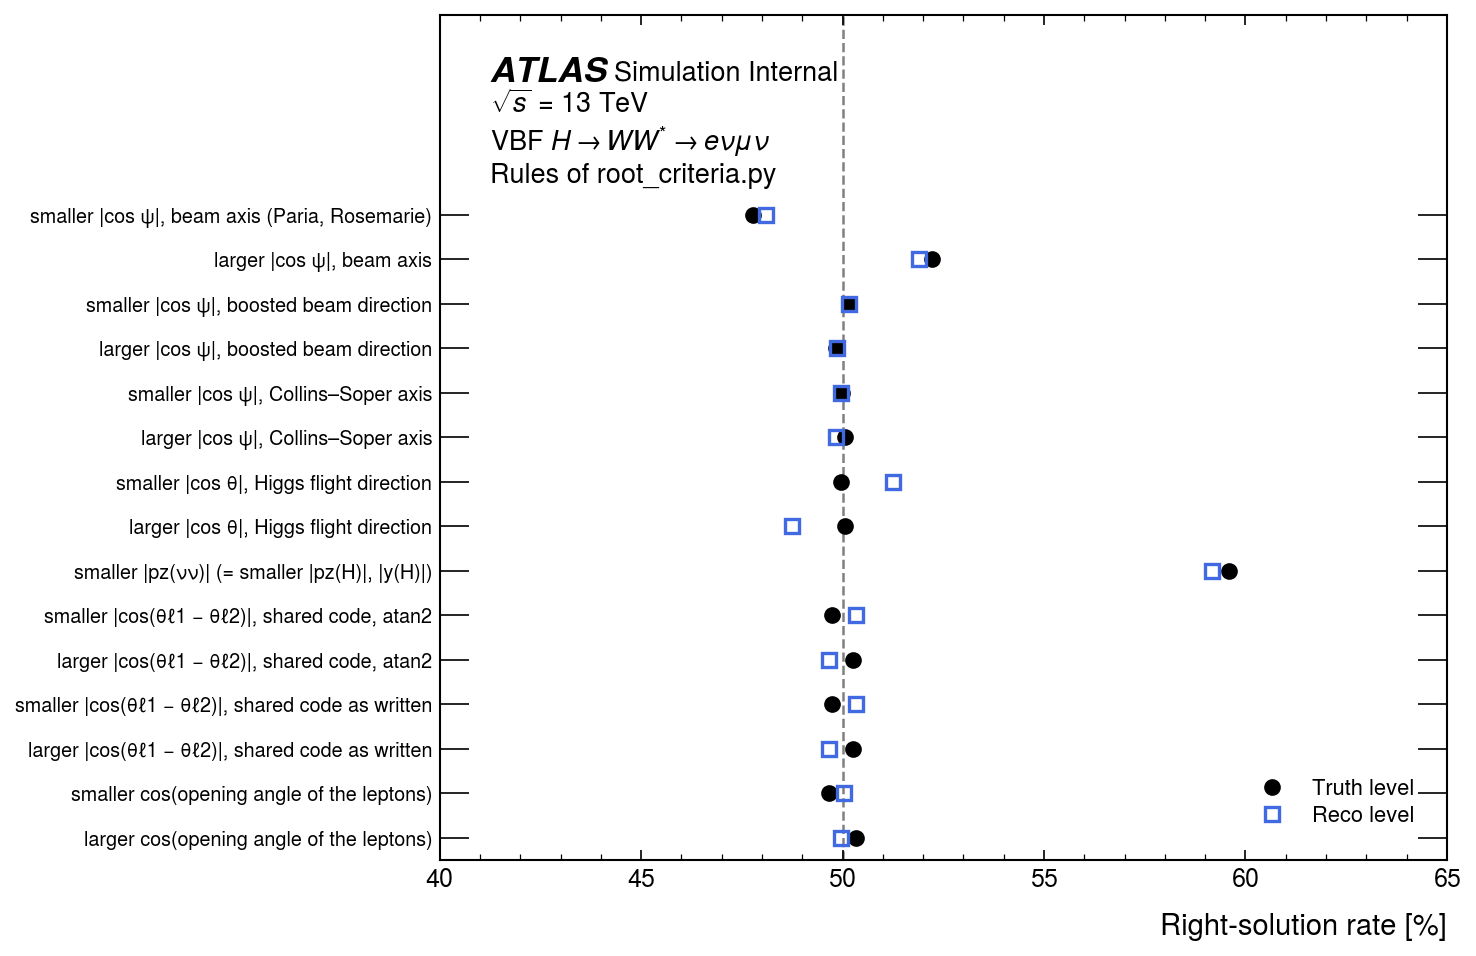 ATLAS Simulation Internal
√s = 13 TeV
VBF H → WW* → eνμν
Rules of root_criteria.py
smaller |cos ψ|, beam axis (Paria, Rosemarie)
larger |cos ψ|, beam axis
smaller |cos ψ|, boosted beam direction
larger |cos ψ|, boosted beam direction
smaller |cos ψ|, Collins–Soper axis
larger |cos ψ|, Collins–Soper axis
smaller |cos θ|, Higgs flight direction
larger |cos θ|, Higgs flight direction
smaller |pz(νν)| (= smaller |pz(H)|, |y(H)|)
smaller |cos(θℓ1 − θℓ2)|, shared code, atan2
larger |cos(θℓ1 − θℓ2)|, shared code, atan2
smaller |cos(θℓ1 − θℓ2)|, shared code as written
larger |cos(θℓ1 − θℓ2)|, shared code as written
smaller cos(opening angle of the leptons)
larger cos(opening angle of the leptons)
Truth level
Reco level
40 45 50 55 60 65
Right-solution rate [%]